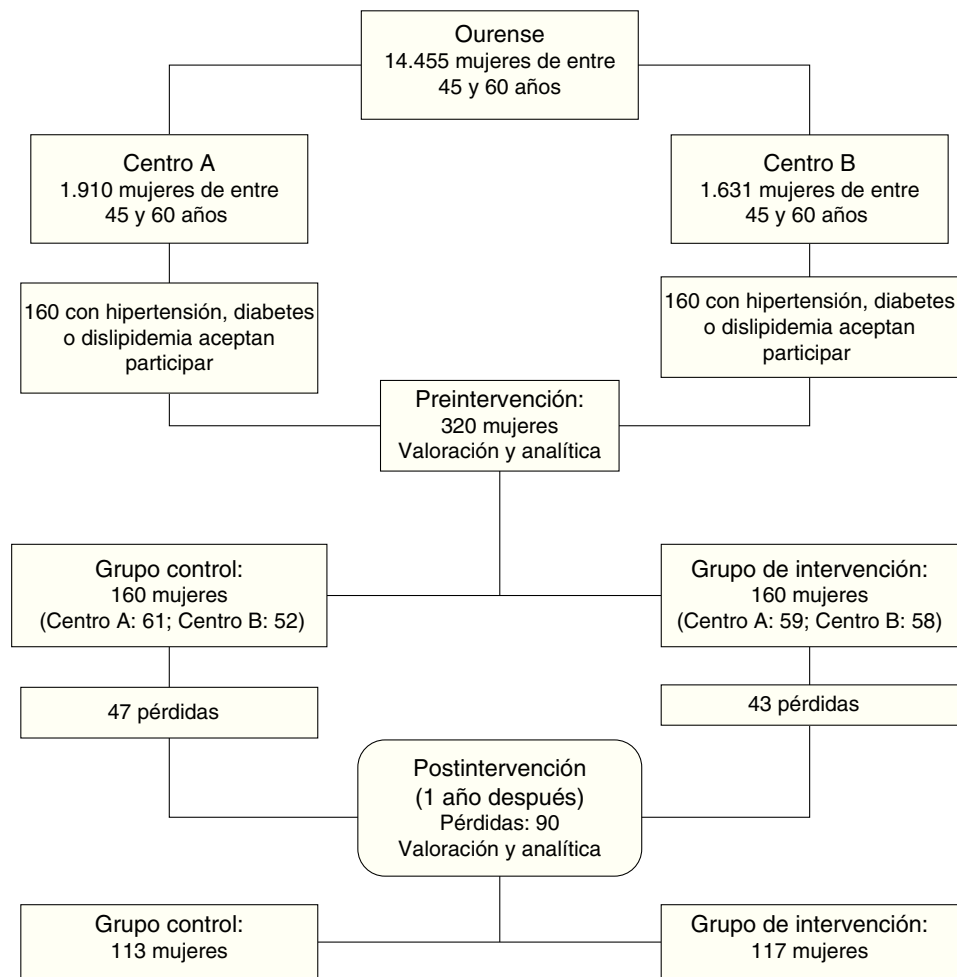 Ourense
14.455 mujeres de entre
45 y 60 años
Centro A
1.910 mujeres de entre
45 y 60 años
Centro B
1.631 mujeres de entre
45 y 60 años
160 con hipertensión, diabetes
o dislipidemia aceptan
participar
160 con hipertensión, diabetes
o dislipidemia aceptan
participar
Preintervención:
320 mujeres
Valoración y analítica
Grupo control:
160 mujeres
(Centro A: 61; Centro B: 52)
Grupo de intervención:
160 mujeres
(Centro A: 59; Centro B: 58)
47 pérdidas
43 pérdidas
Postintervención
(1 año después)
Pérdidas: 90
Valoración y analítica
Grupo control:
113 mujeres
Grupo de intervención:
117 mujeres